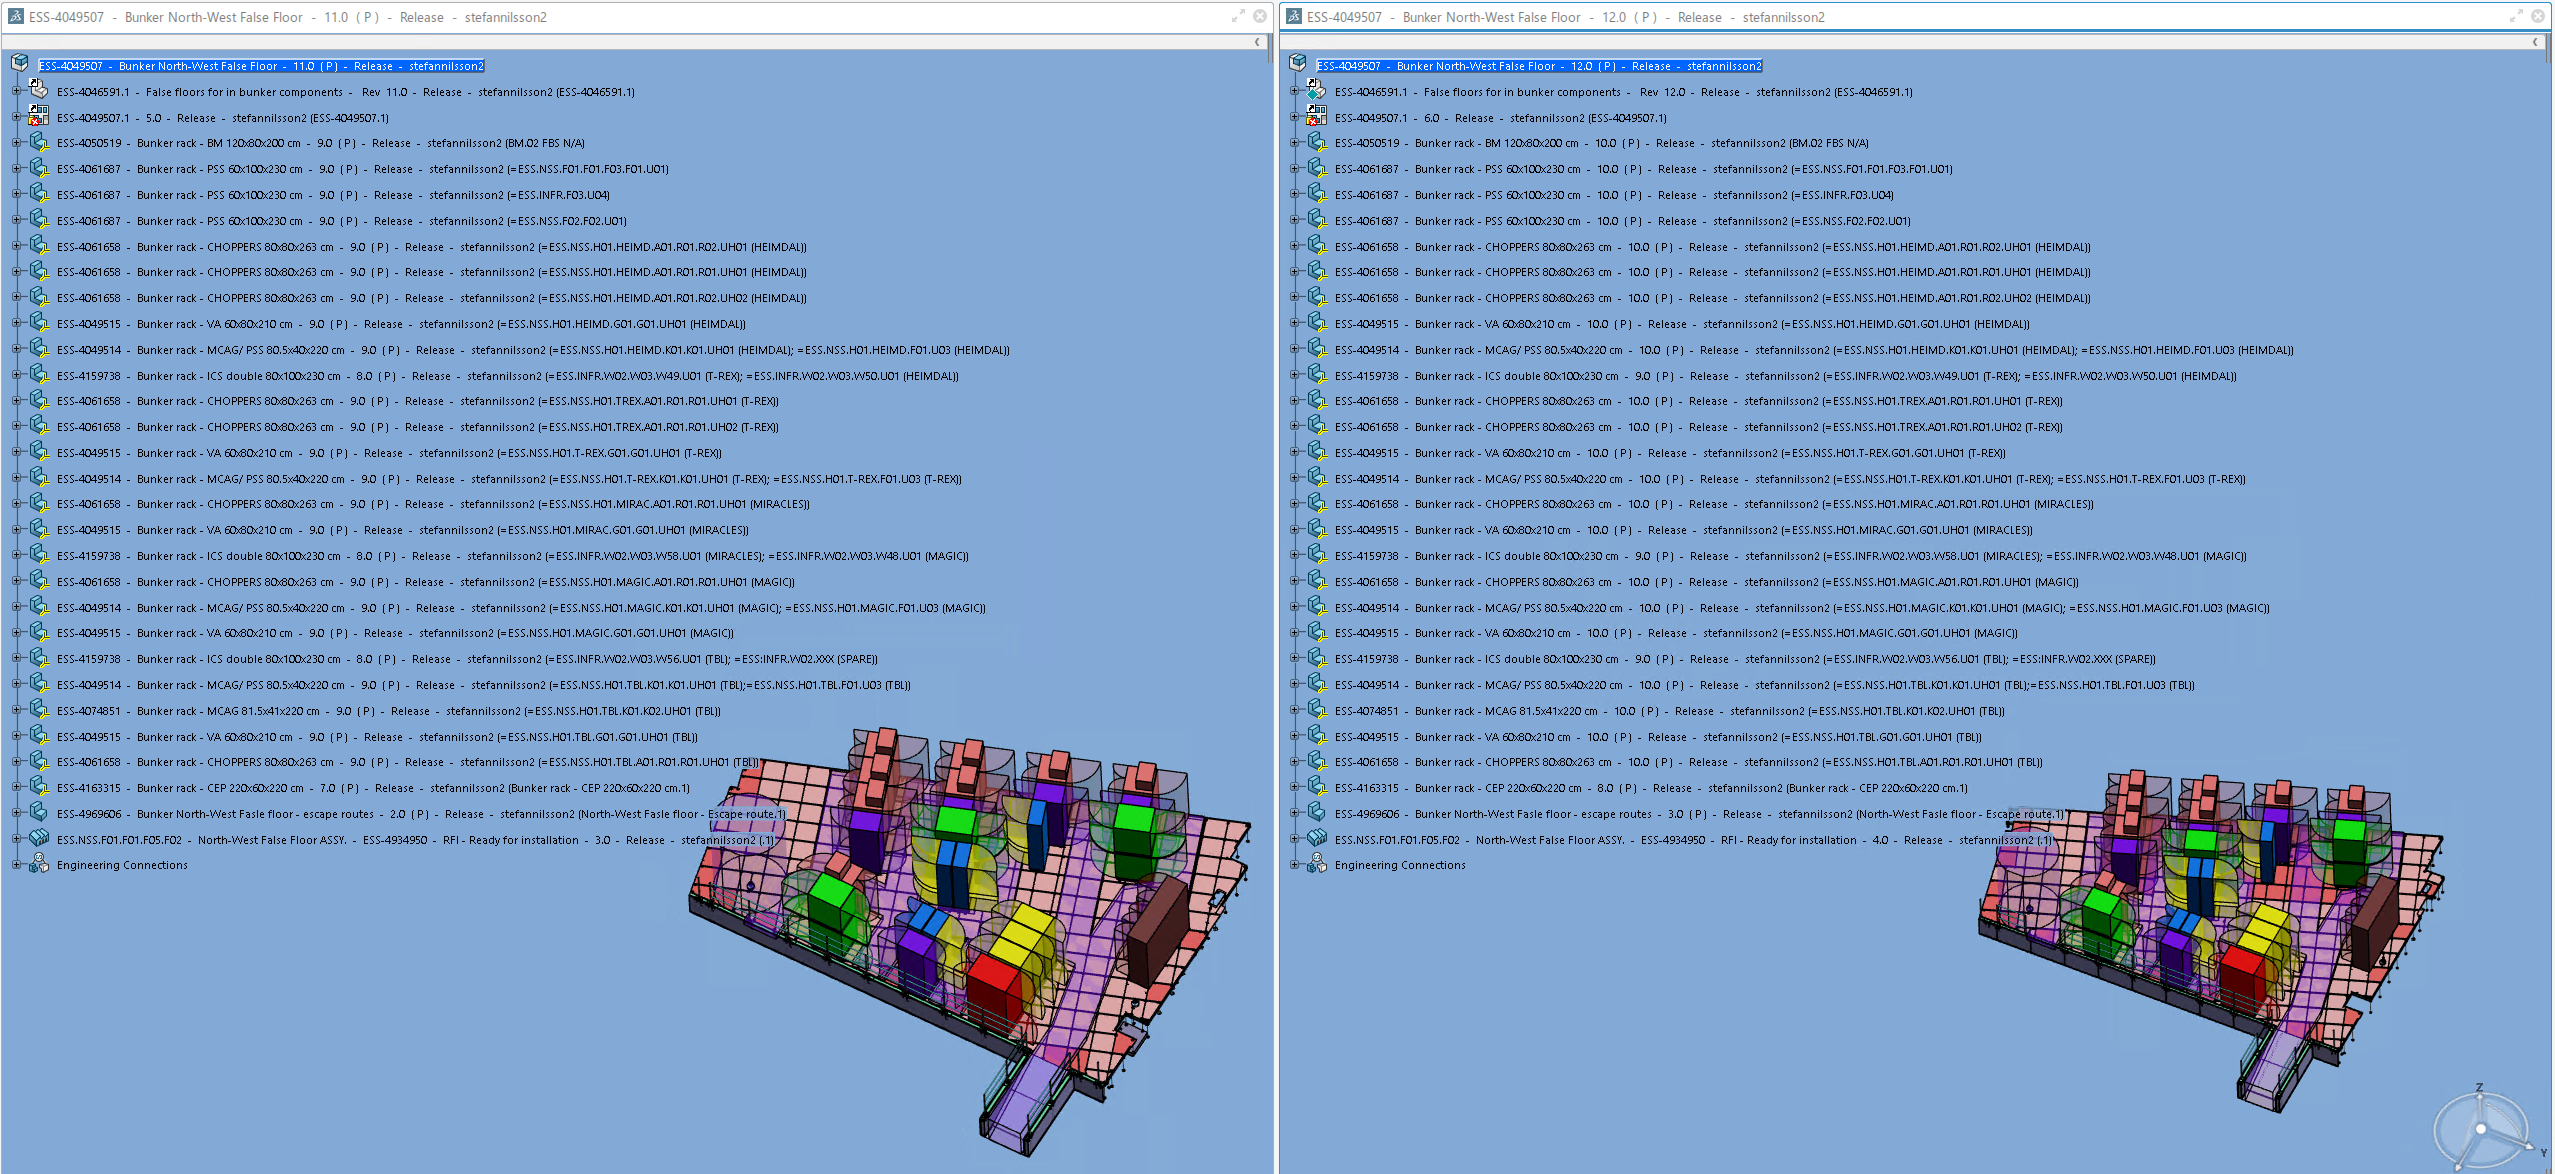 ESS-4049507 - Bunker North-West False Floor - 11.0 ( P ) - Release - stefannilsson2
ESS-4049507 - Bunker North-West False Floor - 11.0 ( P ) - Release - stefannilsson2
ESS-4046591.1 - False floors for in bunker components - Rev 11.0 - Release - stefannilsson2 (ESS-4046591.1)
ESS-4049507.1 - 5.0 - Release - stefannilsson2 (ESS-4049507.1)
ESS-4050519 - Bunker rack - BM 120x80x200 cm - 9.0 ( P ) - Release - stefannilsson2 (BM.02 FBS N/A)
ESS-4061687 - Bunker rack - PSS 60x100x230 cm - 9.0 ( P ) - Release - stefannilsson2 (=ESS.NSS.F01.F01.F03.F01.U01)
ESS-4061687 - Bunker rack - PSS 60x100x230 cm - 9.0 ( P ) - Release - stefannilsson2 (=ESS.INFR.F03.U04)
ESS-4061687 - Bunker rack - PSS 60x100x230 cm - 9.0 ( P ) - Release - stefannilsson2 (=ESS.NSS.F02.F02.U01)
ESS-4061658 - Bunker rack - CHOPPERS 80x80x263 cm - 9.0 ( P ) - Release - stefannilsson2 (=ESS.NSS.H01.HEIMD.A01.R01.R02.UH01 (HEIMDAL))
ESS-4061658 - Bunker rack - CHOPPERS 80x80x263 cm - 9.0 ( P ) - Release - stefannilsson2 (=ESS.NSS.H01.HEIMD.A01.R01.R01.UH01 (HEIMDAL))
ESS-4061658 - Bunker rack - CHOPPERS 80x80x263 cm - 9.0 ( P ) - Release - stefannilsson2 (=ESS.NSS.H01.HEIMD.A01.R01.R02.UH02 (HEIMDAL))
ESS-4049515 - Bunker rack - VA 60x80x210 cm - 9.0 ( P ) - Release - stefannilsson2 (=ESS.NSS.H01.HEIMD.G01.G01.UH01 (HEIMDAL))
ESS-4049514 - Bunker rack - MCAG/ PSS 80.5x40x220 cm - 9.0 ( P ) - Release - stefannilsson2 (=ESS.NSS.H01.HEIMD.K01.K01.UH01 (HEIMDAL); =ESS.NSS.H01.HEIMD.F01.U03 (HEIMDAL))
ESS-4159738 - Bunker rack - ICS double 80x100x230 cm - 8.0 ( P ) - Release - stefannilsson2 (=ESS.INFR.W02.W03.W49.U01 (T-REX); =ESS.INFR.W02.W03.W50.U01 (HEIMDAL))
ESS-4061658 - Bunker rack - CHOPPERS 80x80x263 cm - 9.0 ( P ) - Release - stefannilsson2 (=ESS.NSS.H01.TREX.A01.R01.R01.UH01 (T-REX))
ESS-4061658 - Bunker rack - CHOPPERS 80x80x263 cm - 9.0 ( P ) - Release - stefannilsson2 (=ESS.NSS.H01.TREX.A01.R01.R01.UH02 (T-REX))
ESS-4049515 - Bunker rack - VA 60x80x210 cm - 9.0 ( P ) - Release - stefannilsson2 (=ESS.NSS.H01.T-REX.G01.G01.UH01 (T-REX))
ESS-4049514 - Bunker rack - MCAG/ PSS 80.5x40x220 cm - 9.0 ( P ) - Release - stefannilsson2 (=ESS.NSS.H01.T-REX.K01.K01.UH01 (T-REX); =ESS.NSS.H01.T-REX.F01.U03 (T-REX))
ESS-4061658 - Bunker rack - CHOPPERS 80x80x263 cm - 9.0 ( P ) - Release - stefannilsson2 (=ESS.NSS.H01.MIRAC.A01.R01.R01.UH01 (MIRACLES))
ESS-4049515 - Bunker rack - VA 60x80x210 cm - 9.0 ( P ) - Release - stefannilsson2 (=ESS.NSS.H01.MIRAC.G01.G01.UH01 (MIRACLES))
ESS-4159738 - Bunker rack - ICS double 80x100x230 cm - 8.0 ( P ) - Release - stefannilsson2 (=ESS.INFR.W02.W03.W58.U01 (MIRACLES); =ESS.INFR.W02.W03.W48.U01 (MAGIC))
ESS-4061658 - Bunker rack - CHOPPERS 80x80x263 cm - 9.0 ( P ) - Release - stefannilsson2 (=ESS.NSS.H01.MAGIC.A01.R01.R01.UH01 (MAGIC))
ESS-4049514 - Bunker rack - MCAG/ PSS 80.5x40x220 cm - 9.0 ( P ) - Release - stefannilsson2 (=ESS.NSS.H01.MAGIC.K01.K01.UH01 (MAGIC); =ESS.NSS.H01.MAGIC.F01.U03 (MAGIC))
ESS-4049515 - Bunker rack - VA 60x80x210 cm - 9.0 ( P ) - Release - stefannilsson2 (=ESS.NSS.H01.MAGIC.G01.G01.UH01 (MAGIC))
ESS-4159738 - Bunker rack - ICS double 80x100x230 cm - 8.0 ( P ) - Release - stefannilsson2 (=ESS.INFR.W02.W03.W56.U01 (TBL); =ESS:INFR.W02.XXX (SPARE))
ESS-4049514 - Bunker rack - MCAG/ PSS 80.5x40x220 cm - 9.0 ( P ) - Release - stefannilsson2 (=ESS.NSS.H01.TBL.K01.K01.UH01 (TBL);=ESS.NSS.H01.TBL.F01.U03 (TBL))
ESS-4074851 - Bunker rack - MCAG 81.5x41x220 cm - 9.0 ( P ) - Release - stefannilsson2 (=ESS.NSS.H01.TBL.K01.K02.UH01 (TBL))
ESS-4049515 - Bunker rack - VA 60x80x210 cm - 9.0 ( P ) - Release - stefannilsson2 (=ESS.NSS.H01.TBL.G01.G01.UH01 (TBL))
ESS-4061658 - Bunker rack - CHOPPERS 80x80x263 cm - 9.0 ( P ) - Release - stefannilsson2 (=ESS.NSS.H01.TBL.A01.R01.R01.UH01 (TBL))
ESS-4163315 - Bunker rack - CEP 220x60x220 cm - 7.0 ( P ) - Release - stefannilsson2 (Bunker rack - CEP 220x60x220 cm.1)
ESS-4969606 - Bunker North-West Fasle floor - escape routes - 2.0 ( P ) - Release - stefannilsson2 (North-West Fasle floor - Escape route.1)
ESS.NSS.F01.F01.F05.F02 - North-West False Floor ASSY. - ESS-4934950 - RFI - Ready for installation - 3.0 - Release - stefannilsson2 (.1)
Engineering Connections
ESS-4049507 - Bunker North-West False Floor - 12.0 ( P ) - Release - stefannilsson2
ESS-4049507 - Bunker North-West False Floor - 12.0 ( P ) - Release - stefannilsson2
ESS-4046591.1 - False floors for in bunker components - Rev 12.0 - Release - stefannilsson2 (ESS-4046591.1)
ESS-4049507.1 - 6.0 - Release - stefannilsson2 (ESS-4049507.1)
ESS-4050519 - Bunker rack - BM 120x80x200 cm - 10.0 ( P ) - Release - stefannilsson2 (BM.02 FBS N/A)
ESS-4061687 - Bunker rack - PSS 60x100x230 cm - 10.0 ( P ) - Release - stefannilsson2 (=ESS.NSS.F01.F01.F03.F01.U01)
ESS-4061687 - Bunker rack - PSS 60x100x230 cm - 10.0 ( P ) - Release - stefannilsson2 (=ESS.INFR.F03.U04)
ESS-4061687 - Bunker rack - PSS 60x100x230 cm - 10.0 ( P ) - Release - stefannilsson2 (=ESS.NSS.F02.F02.U01)
ESS-4061658 - Bunker rack - CHOPPERS 80x80x263 cm - 10.0 ( P ) - Release - stefannilsson2 (=ESS.NSS.H01.HEIMD.A01.R01.R02.UH01 (HEIMDAL))
ESS-4061658 - Bunker rack - CHOPPERS 80x80x263 cm - 10.0 ( P ) - Release - stefannilsson2 (=ESS.NSS.H01.HEIMD.A01.R01.R01.UH01 (HEIMDAL))
ESS-4061658 - Bunker rack - CHOPPERS 80x80x263 cm - 10.0 ( P ) - Release - stefannilsson2 (=ESS.NSS.H01.HEIMD.A01.R01.R02.UH02 (HEIMDAL))
ESS-4049515 - Bunker rack - VA 60x80x210 cm - 10.0 ( P ) - Release - stefannilsson2 (=ESS.NSS.H01.HEIMD.G01.G01.UH01 (HEIMDAL))
ESS-4049514 - Bunker rack - MCAG/ PSS 80.5x40x220 cm - 10.0 ( P ) - Release - stefannilsson2 (=ESS.NSS.H01.HEIMD.K01.K01.UH01 (HEIMDAL); =ESS.NSS.H01.HEIMD.F01.U03 (HEIMDAL))
ESS-4159738 - Bunker rack - ICS double 80x100x230 cm - 9.0 ( P ) - Release - stefannilsson2 (=ESS.INFR.W02.W03.W49.U01 (T-REX); =ESS.INFR.W02.W03.W50.U01 (HEIMDAL))
ESS-4061658 - Bunker rack - CHOPPERS 80x80x263 cm - 10.0 ( P ) - Release - stefannilsson2 (=ESS.NSS.H01.TREX.A01.R01.R01.UH01 (T-REX))
ESS-4061658 - Bunker rack - CHOPPERS 80x80x263 cm - 10.0 ( P ) - Release - stefannilsson2 (=ESS.NSS.H01.TREX.A01.R01.R01.UH02 (T-REX))
ESS-4049515 - Bunker rack - VA 60x80x210 cm - 10.0 ( P ) - Release - stefannilsson2 (=ESS.NSS.H01.T-REX.G01.G01.UH01 (T-REX))
ESS-4049514 - Bunker rack - MCAG/ PSS 80.5x40x220 cm - 10.0 ( P ) - Release - stefannilsson2 (=ESS.NSS.H01.T-REX.K01.K01.UH01 (T-REX); =ESS.NSS.H01.T-REX.F01.U03 (T-REX))
ESS-4061658 - Bunker rack - CHOPPERS 80x80x263 cm - 10.0 ( P ) - Release - stefannilsson2 (=ESS.NSS.H01.MIRAC.A01.R01.R01.UH01 (MIRACLES))
ESS-4049515 - Bunker rack - VA 60x80x210 cm - 10.0 ( P ) - Release - stefannilsson2 (=ESS.NSS.H01.MIRAC.G01.G01.UH01 (MIRACLES))
ESS-4159738 - Bunker rack - ICS double 80x100x230 cm - 9.0 ( P ) - Release - stefannilsson2 (=ESS.INFR.W02.W03.W58.U01 (MIRACLES); =ESS.INFR.W02.W03.W48.U01 (MAGIC))
ESS-4061658 - Bunker rack - CHOPPERS 80x80x263 cm - 10.0 ( P ) - Release - stefannilsson2 (=ESS.NSS.H01.MAGIC.A01.R01.R01.UH01 (MAGIC))
ESS-4049514 - Bunker rack - MCAG/ PSS 80.5x40x220 cm - 10.0 ( P ) - Release - stefannilsson2 (=ESS.NSS.H01.MAGIC.K01.K01.UH01 (MAGIC); =ESS.NSS.H01.MAGIC.F01.U03 (MAGIC))
ESS-4049515 - Bunker rack - VA 60x80x210 cm - 10.0 ( P ) - Release - stefannilsson2 (=ESS.NSS.H01.MAGIC.G01.G01.UH01 (MAGIC))
ESS-4159738 - Bunker rack - ICS double 80x100x230 cm - 9.0 ( P ) - Release - stefannilsson2 (=ESS.INFR.W02.W03.W56.U01 (TBL); =ESS:INFR.W02.XXX (SPARE))
ESS-4049514 - Bunker rack - MCAG/ PSS 80.5x40x220 cm - 10.0 ( P ) - Release - stefannilsson2 (=ESS.NSS.H01.TBL.K01.K01.UH01 (TBL);=ESS.NSS.H01.TBL.F01.U03 (TBL))
ESS-4074851 - Bunker rack - MCAG 81.5x41x220 cm - 10.0 ( P ) - Release - stefannilsson2 (=ESS.NSS.H01.TBL.K01.K02.UH01 (TBL))
ESS-4049515 - Bunker rack - VA 60x80x210 cm - 10.0 ( P ) - Release - stefannilsson2 (=ESS.NSS.H01.TBL.G01.G01.UH01 (TBL))
ESS-4061658 - Bunker rack - CHOPPERS 80x80x263 cm - 10.0 ( P ) - Release - stefannilsson2 (=ESS.NSS.H01.TBL.A01.R01.R01.UH01 (TBL))
ESS-4163315 - Bunker rack - CEP 220x60x220 cm - 8.0 ( P ) - Release - stefannilsson2 (Bunker rack - CEP 220x60x220 cm.1)
ESS-4969606 - Bunker North-West Fasle floor - escape routes - 3.0 ( P ) - Release - stefannilsson2 (North-West Fasle floor - Escape route.1)
ESS.NSS.F01.F01.F05.F02 - North-West False Floor ASSY. - ESS-4934950 - RFI - Ready for installation - 4.0 - Release - stefannilsson2 (.1)
Engineering Connections
Z
Y